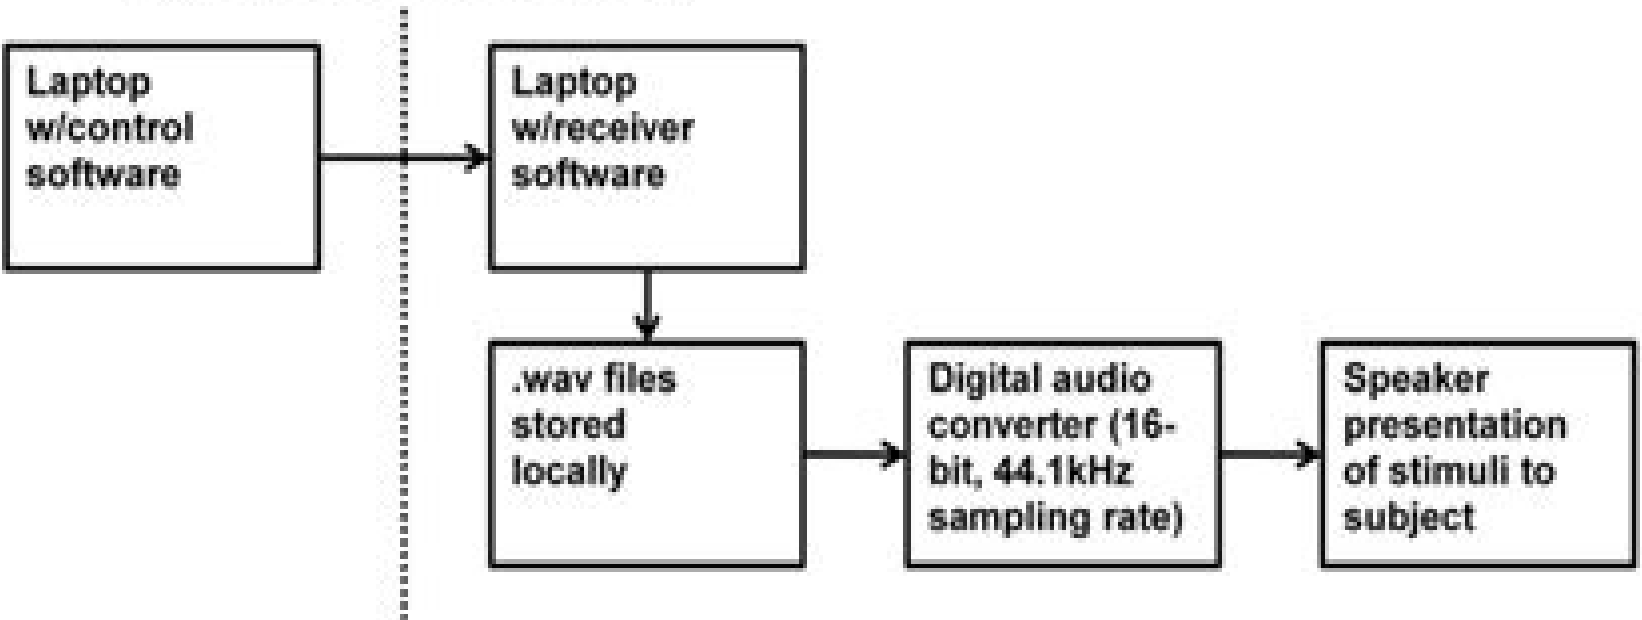 Laptop
w/control
software
Laptop
w/receiver
software
.wav files
stored
locally
Digital audio
converter (16-
bit, 44.1kHz
sampling rate)
Speaker
presentation
of stimuli to
subject